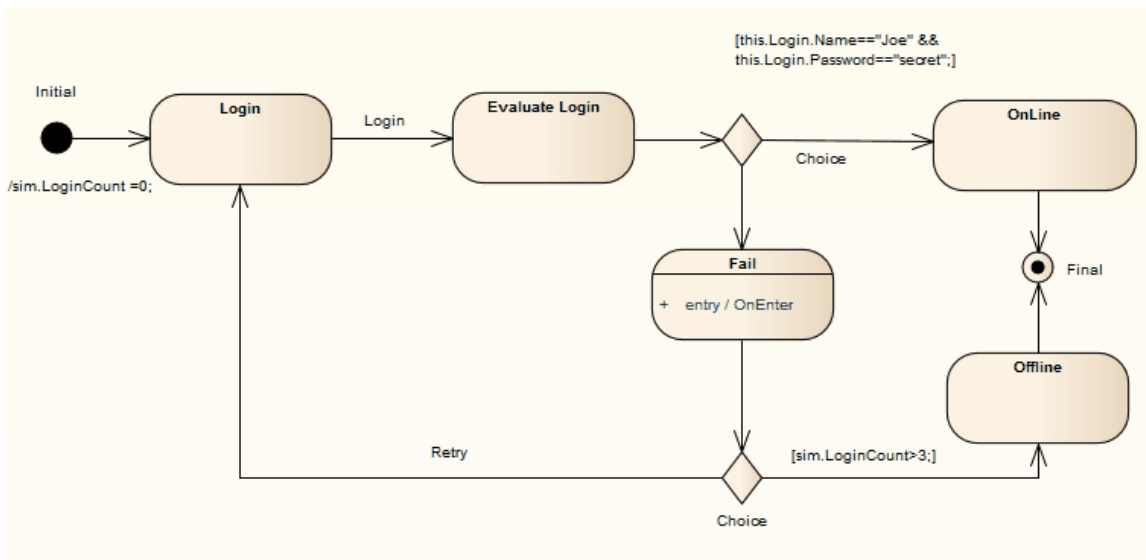 [this.Login.Name=="Joe" &&
this.Login.Password=="secret";]
Initial
Login
Evaluate Login
OnLine
Login
Choice
/sim.LoginCount =0;
Fail
Final
+ entry / OnEnter
Offline
Retry
[sim.LoginCount>3;]
Choice